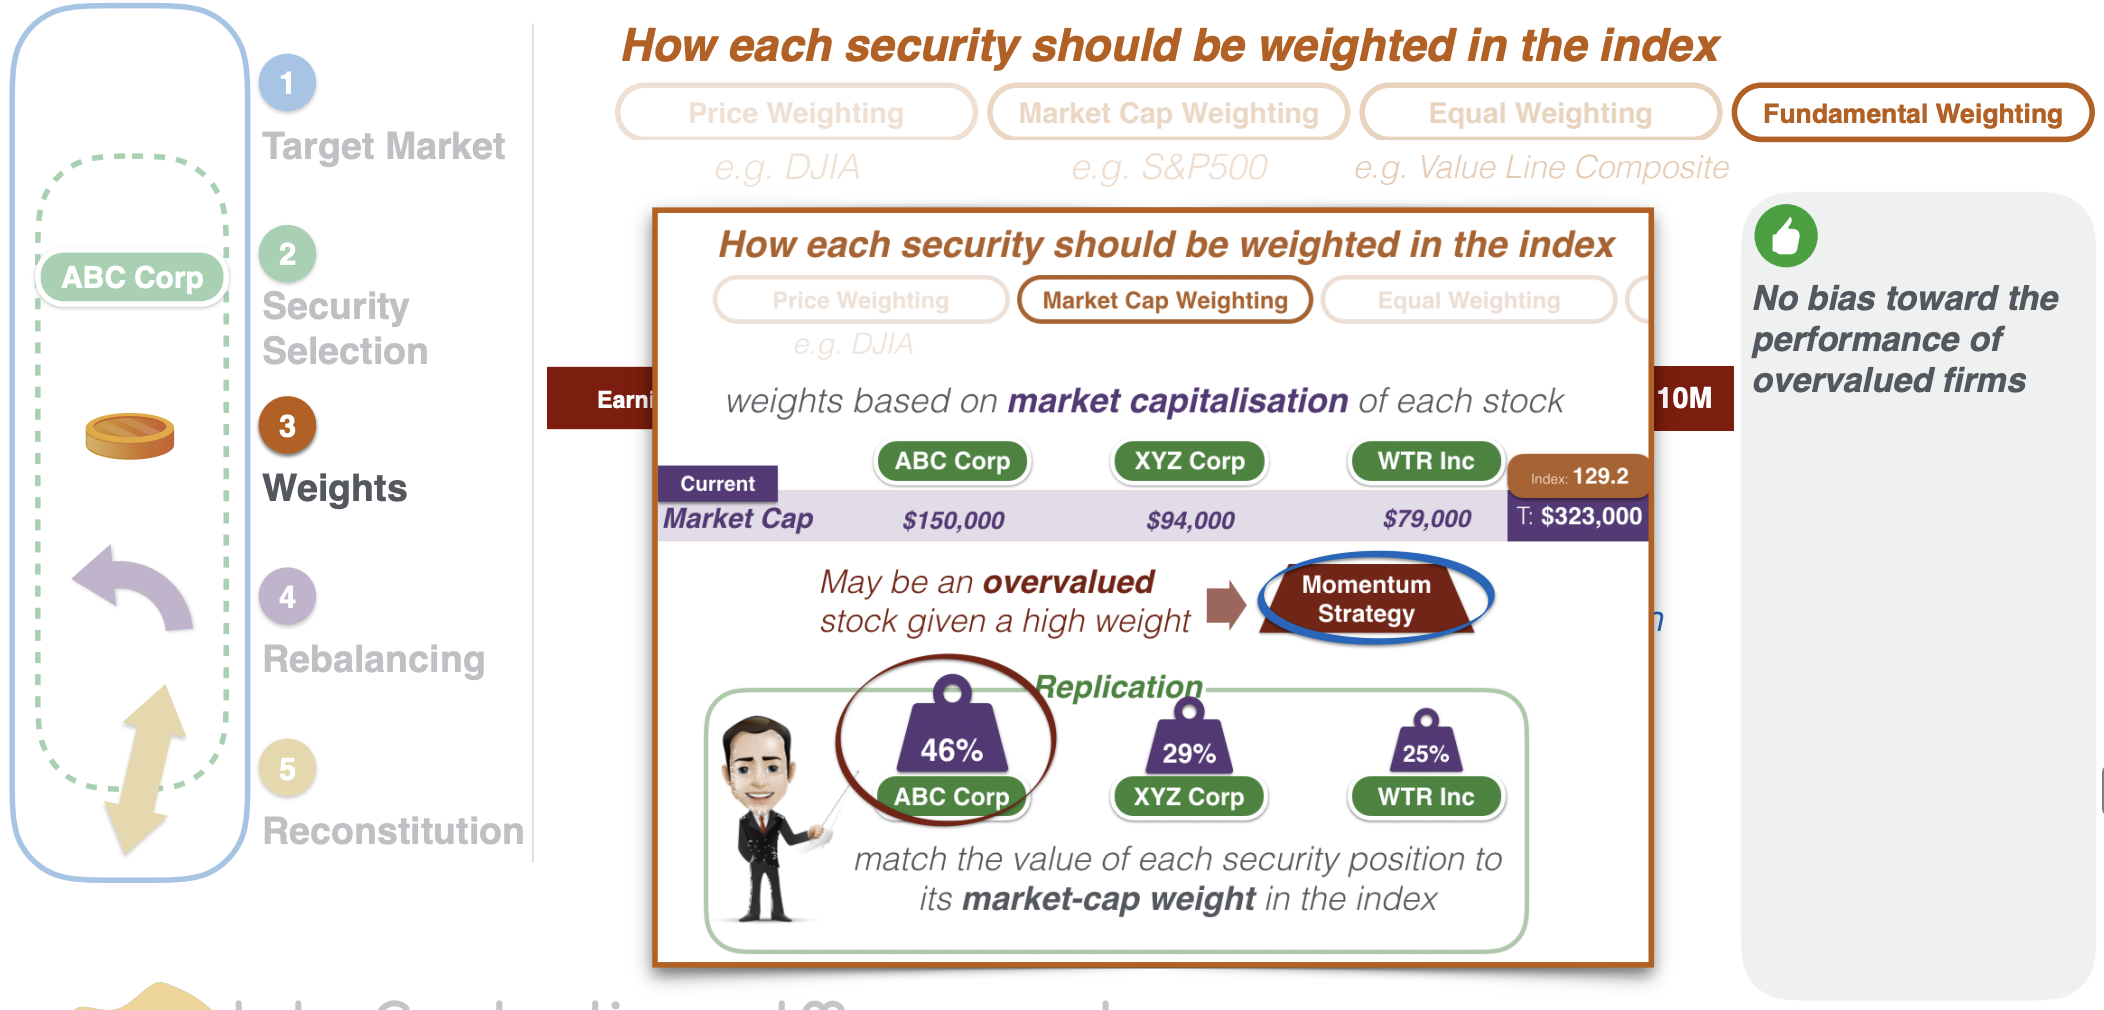 How each security should be weighted in the index
Price Weighting
Market Cap Weighting
Equal Weighting
Fundamental Weighting
e.g. DJIA
e.g. S&P500
e.g. Value Line Composite
1
Target Market
2
Security
Selection
ABC Corp
3
Weights
4
Rebalancing
5
Reconstitution
How each security should be weighted in the index
Price Weighting
Market Cap Weighting
Equal Weighting
e.g. DJIA
weights based on market capitalisation of each stock
ABC Corp
XYZ Corp
WTR Inc
Current
Index: 129.2
Market Cap
$150,000
$94,000
$79,000
T: $323,000
May be an overvalued
stock given a high weight
Momentum
Strategy
Replication
46%
29%
25%
ABC Corp
XYZ Corp
WTR Inc
match the value of each security position to
its market-cap weight in the index
Earni
10M
No bias toward the
performance of
overvalued firms